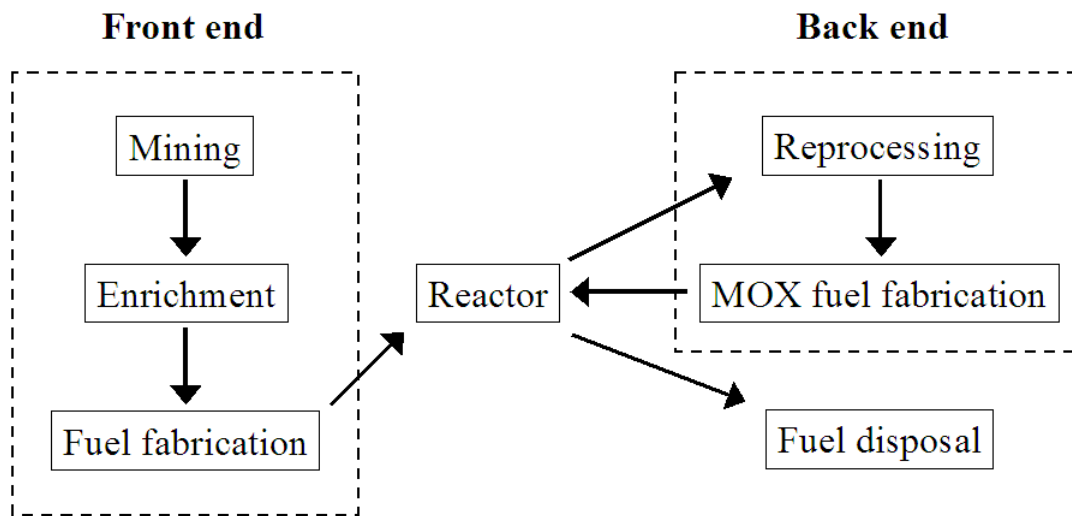 Front end
Back end
Mining
Reprocessing
Enrichment
Reactor
MOX fuel fabrication
Fuel fabrication
Fuel disposal